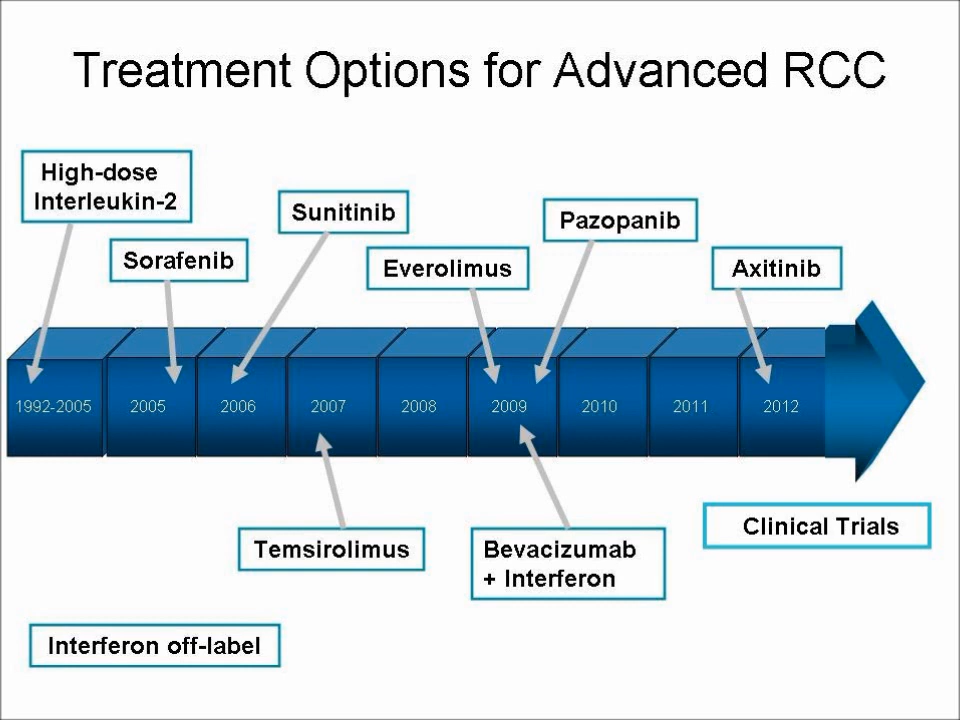 Treatment Options for Advanced RCC
High-dose
Interleukin-2
Sorafenib
Sunitinib
Everolimus
Pazopanib
Axitinib
1992-2005
2005
2006
2007
2008
2009
2010
2011
2012
Temsirolimus
Bevacizumab
+ Interferon
Clinical Trials
Interferon off-label